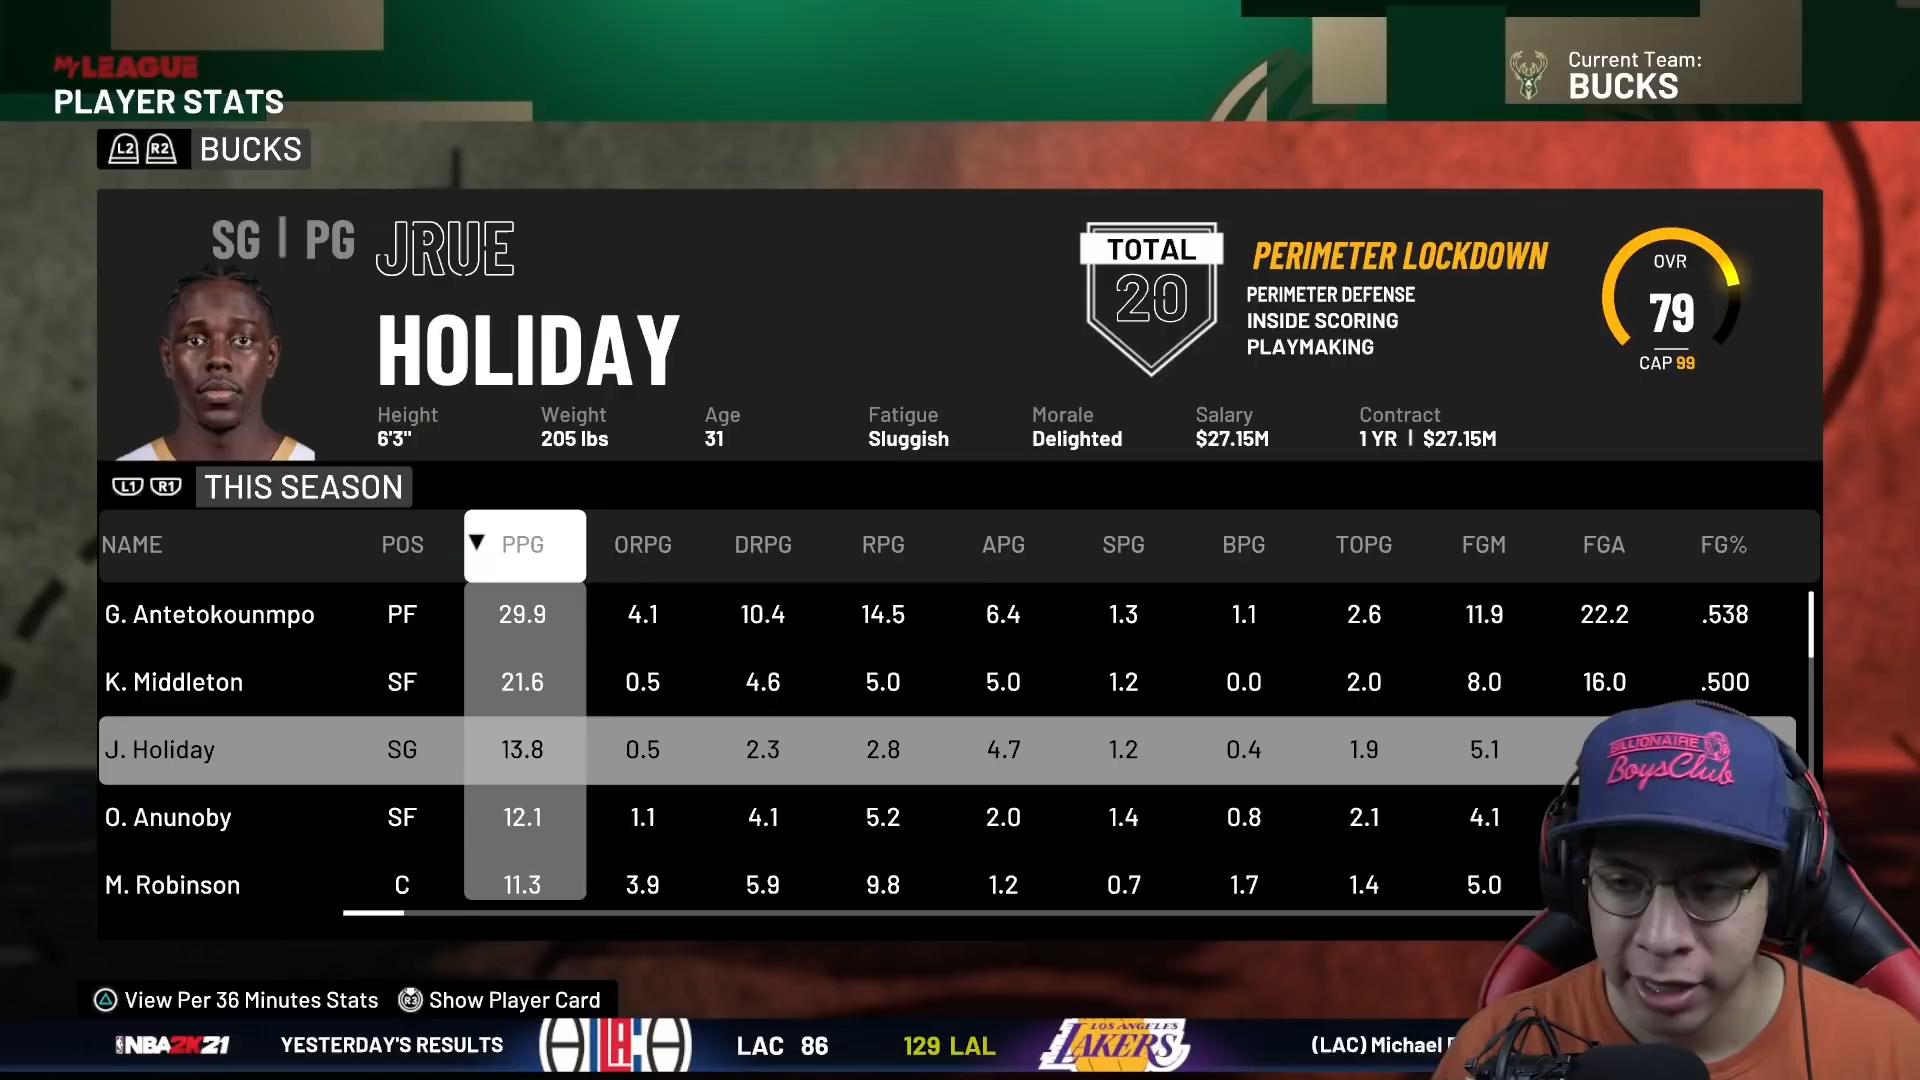 MyLEAGUE
PLAYER STATS
Current Team:
BUCKS
L2 R2 BUCKS
SG | PG JRUE
HOLIDAY
TOTAL
20
PERIMETER LOCKDOWN
PERIMETER DEFENSE
INSIDE SCORING
PLAYMAKING
OVR
79
CAP 99
Height Weight Age Fatigue Morale Salary Contract
6'3" 205 lbs 31 Sluggish Delighted $27.15M 1 YR | $27.15M
L1 R1 THIS SEASON
NAME POS ▼ PPG ORPG DRPG RPG APG SPG BPG TOPG FGM FGA FG%
G. Antetokounmpo PF 29.9 4.1 10.4 14.5 6.4 1.3 1.1 2.6 11.9 22.2 .538
K. Middleton SF 21.6 0.5 4.6 5.0 5.0 1.2 0.0 2.0 8.0 16.0 .500
J. Holiday SG 13.8 0.5 2.3 2.8 4.7 1.2 0.4 1.9 5.1
O. Anunoby SF 12.1 1.1 4.1 5.2 2.0 1.4 0.8 2.1 4.1
M. Robinson C 11.3 3.9 5.9 9.8 1.2 0.7 1.7 1.4 5.0
BILLIONAIRE
BoysClub
View Per 36 Minutes Stats R3 Show Player Card
NBA2K21 YESTERDAY'S RESULTS LAC 86 129 LAL LOS ANGELES LAKERS (LAC) Michael